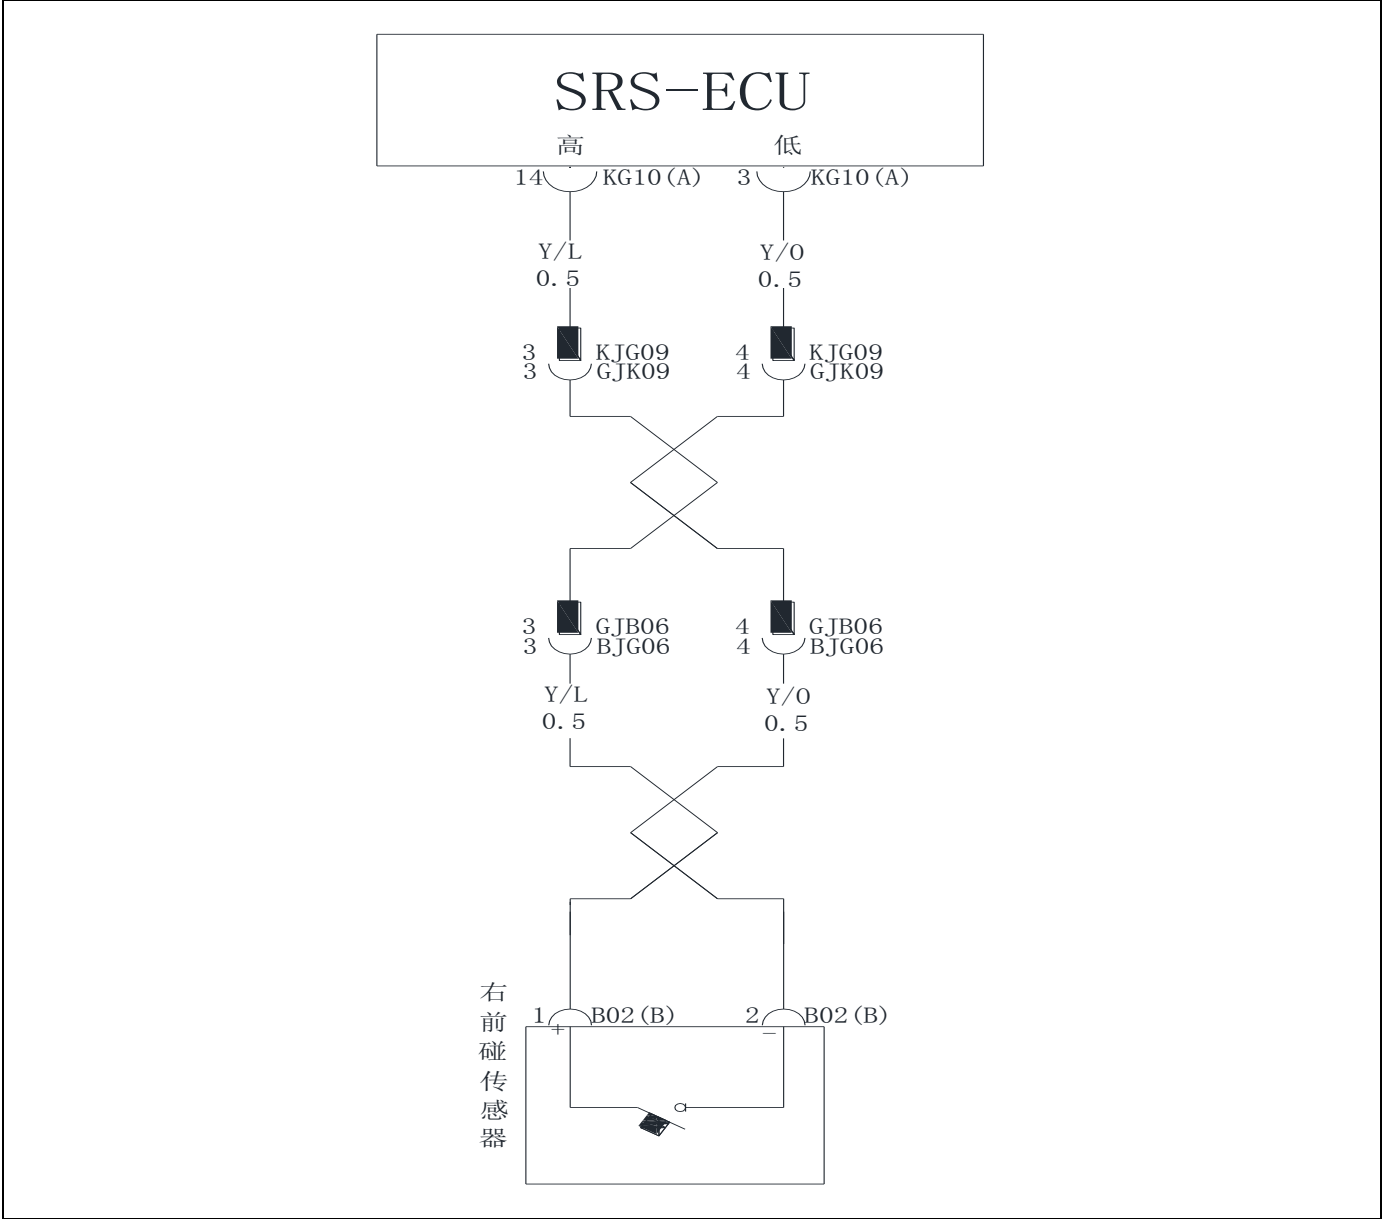 SRS-ECU
高 低
14 KG10(A) 3 KG10(A)
Y/L Y/O
0.5 0.5
3 KJG09 4 KJG09
3 GJK09 4 GJK09
3 GJB06 4 GJB06
3 BJG06 4 BJG06
Y/L Y/O
0.5 0.5
右前碰传感器
1 B02(B) 2 B02(B)
+ -